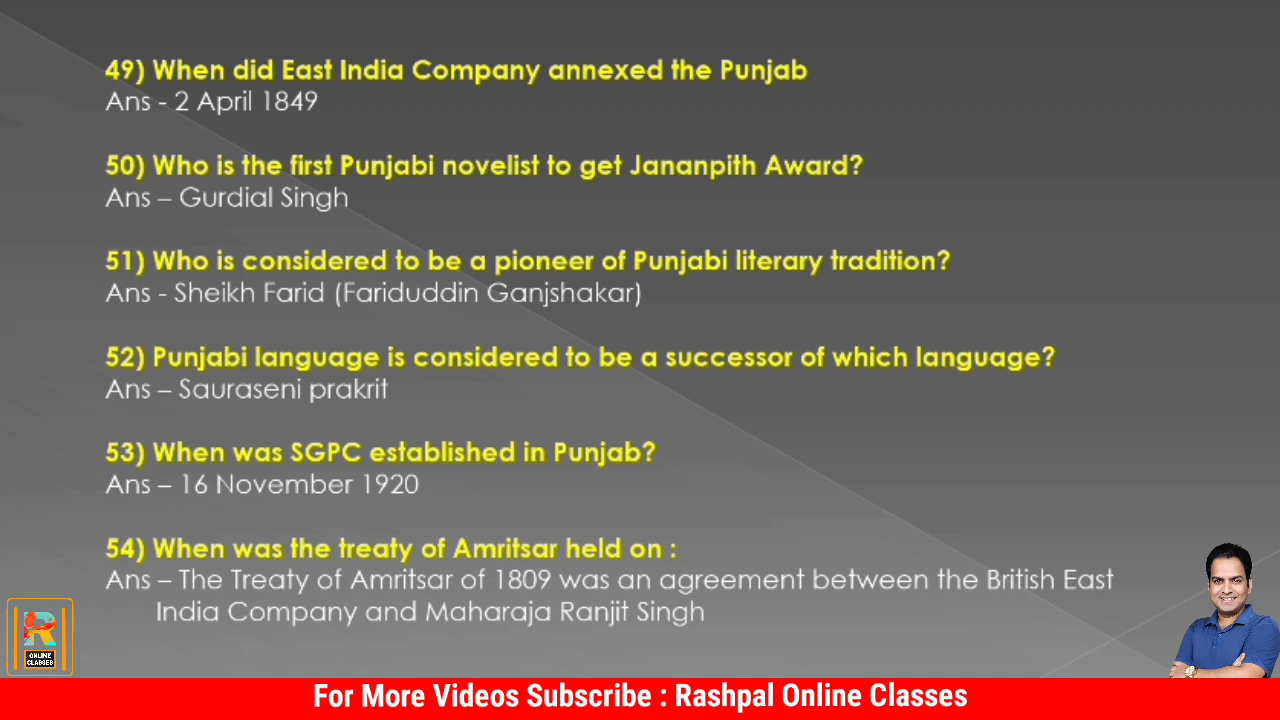 49) When did East India Company annexed the Punjab
Ans - 2 April 1849
50) Who is the first Punjabi novelist to get Jananpith Award?
Ans – Gurdial Singh
51) Who is considered to be a pioneer of Punjabi literary tradition?
Ans - Sheikh Farid (Fariduddin Ganjshakar)
52) Punjabi language is considered to be a successor of which language?
Ans – Sauraseni prakrit
53) When was SGPC established in Punjab?
Ans – 16 November 1920
54) When was the treaty of Amritsar held on :
Ans – The Treaty of Amritsar of 1809 was an agreement between the British East
India Company and Maharaja Ranjit Singh
R
ONLINE
CLASSES
For More Videos Subscribe : Rashpal Online Classes